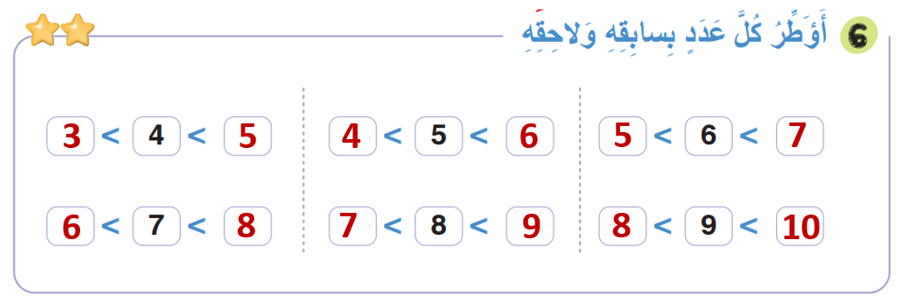 6 أُؤَطِّرُ كُلَّ عَدَدٍ بِسابِقِهِ وَلاحِقِهِ
3 < 4 < 5 4 < 5 < 6 5 < 6 < 7
6 < 7 < 8 7 < 8 < 9 8 < 9 < 10